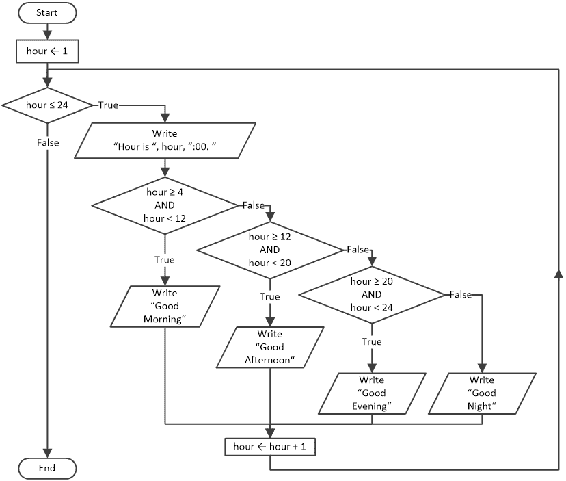 Start
hour ← 1
hour ≤ 24
True
False
Write
“Hour is “, hour, ”:00. ”
hour ≥ 4
AND
hour < 12
False
True
hour ≥ 12
AND
hour < 20
False
True
hour ≥ 20
AND
hour < 24
False
True
Write
“Good
Morning”
Write
“Good
Afternoon”
Write
“Good
Evening”
Write
“Good
Night”
hour ← hour + 1
End